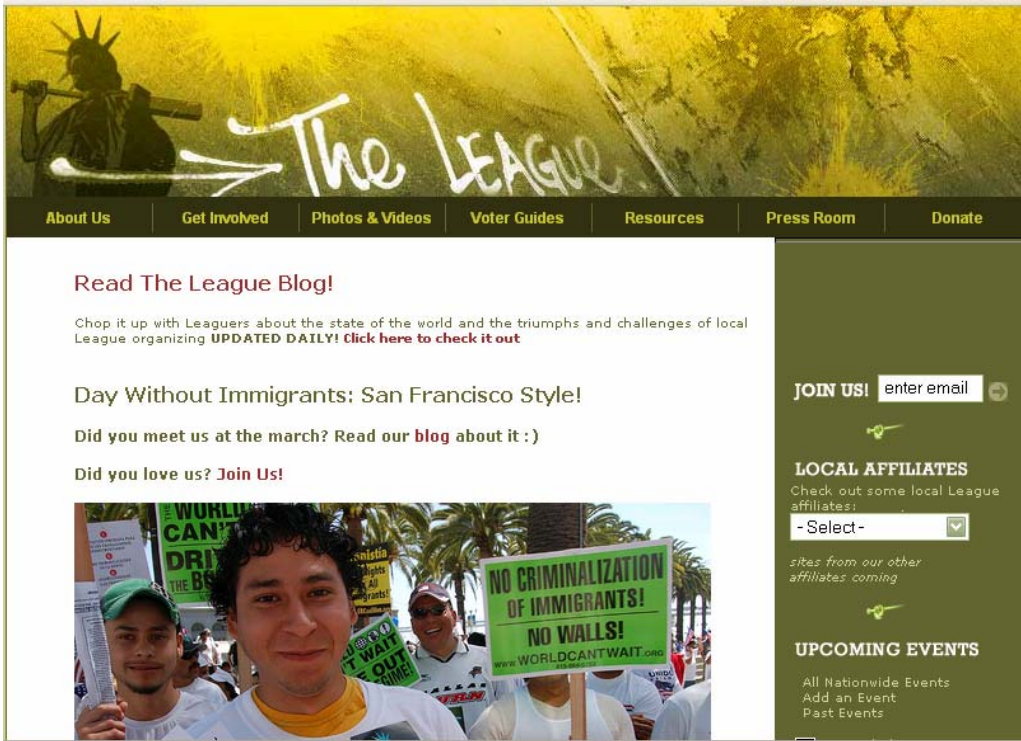 The League
About Us
Get Involved
Photos & Videos
Voter Guides
Resources
Press Room
Donate
Read The League Blog!
Chop it up with Leaguers about the state of the world and the triumphs and challenges of local
League organizing UPDATED DAILY! Click here to check it out
Day Without Immigrants: San Francisco Style!
Did you meet us at the march? Read our blog about it :)
Did you love us? Join Us!
WORLD
CAN'T
DRI
THE
NO CRIMINALIZATION
OF IMMIGRANTS!
NO WALLS!
WWW.WORLDCANTWAIT.ORG
T WAIT
E OUT
GIME!
JOIN US!
enter email
LOCAL AFFILIATES
Check out some local League
affiliates:
- Select -
sites from our other
affiliates coming
UPCOMING EVENTS
All Nationwide Events
Add an Event
Past Events